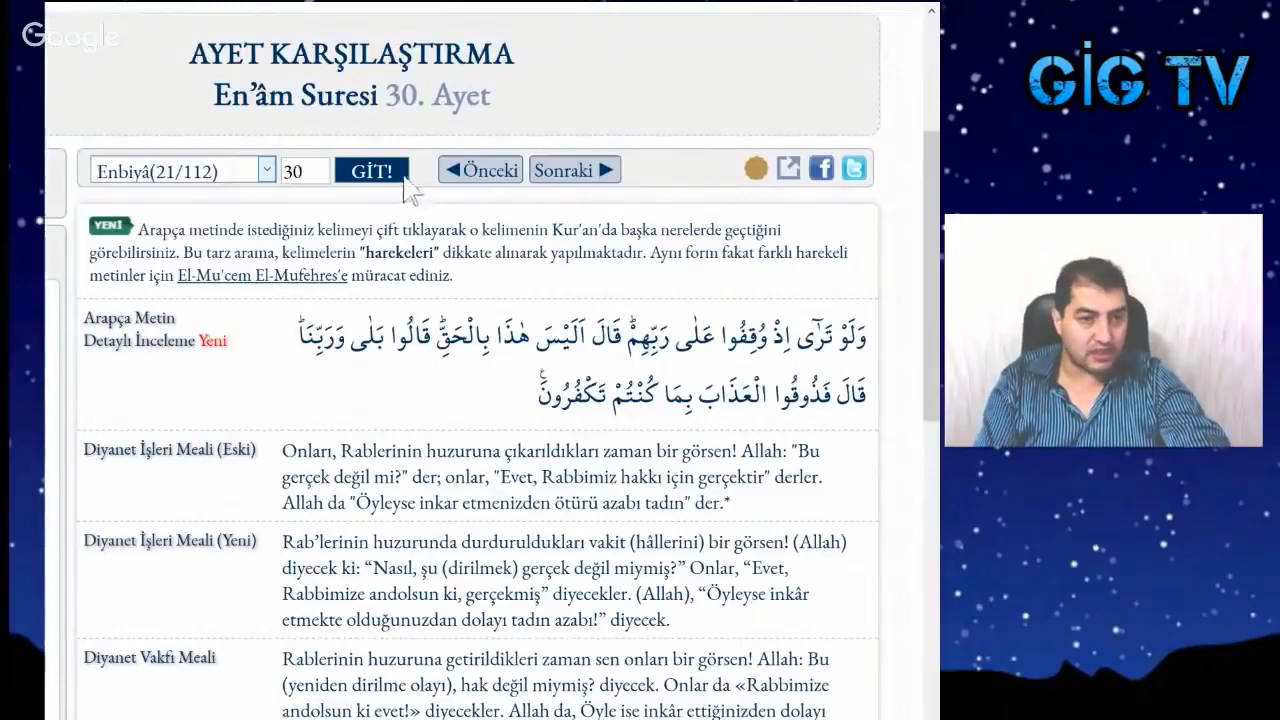 Google
GİG TV
AYET KARŞILAŞTIRMA
En’âm Suresi 30. Ayet
Enbiyâ(21/112) 30 GİT! ◀Önceki Sonraki ▶
YENİ Arapça metinde istediğiniz kelimeyi çift tıklayarak o kelimenin Kur'an'da başka nerelerde geçtiğini
görebilirsiniz. Bu tarz arama, kelimelerin "harekeleri" dikkate alınarak yapılmaktadır. Aynı form fakat farklı harekeli
metinler için El-Mu'cem El-Mufehres'e müracat ediniz.
Arapça Metin
Detaylı İnceleme Yeni
وَلَوْ تَرٰٓى اِذْ وُقِفُوا عَلٰى رَبِّهِمْۜ قَالَ اَلَيْسَ هٰذَا بِالْحَقِّۜ قَالُوا بَلٰى وَرَبِّنَاۜ
قَالَ فَذُوقُوا الْعَذَابَ بِمَا كُنْتُمْ تَكْفُرُونَ۟
Diyanet İşleri Meali (Eski)
Onları, Rablerinin huzuruna çıkarıldıkları zaman bir görsen! Allah: "Bu
gerçek değil mi?" der; onlar, "Evet, Rabbimiz hakkı için gerçektir" derler.
Allah da "Öyleyse inkar etmenizden ötürü azabı tadın" der.*
Diyanet İşleri Meali (Yeni)
Rab’lerinin huzurunda durduruldukları vakit (hâllerini) bir görsen! (Allah)
diyecek ki: “Nasıl, şu (dirilmek) gerçek değil miymiş?” Onlar, “Evet,
Rabbimize andolsun ki, gerçekmiş” diyecekler. (Allah), “Öyleyse inkâr
etmekte olduğunuzdan dolayı tadın azabı!” diyecek.
Diyanet Vakfı Meali
Rablerinin huzuruna getirildikleri zaman sen onları bir görsen! Allah: Bu
(yeniden dirilme olayı), hak değil miymiş? diyecek. Onlar da «Rabbimize
andolsun ki evet!» diyecekler. Allah da, Öyle ise inkâr ettiğinizden dolayı